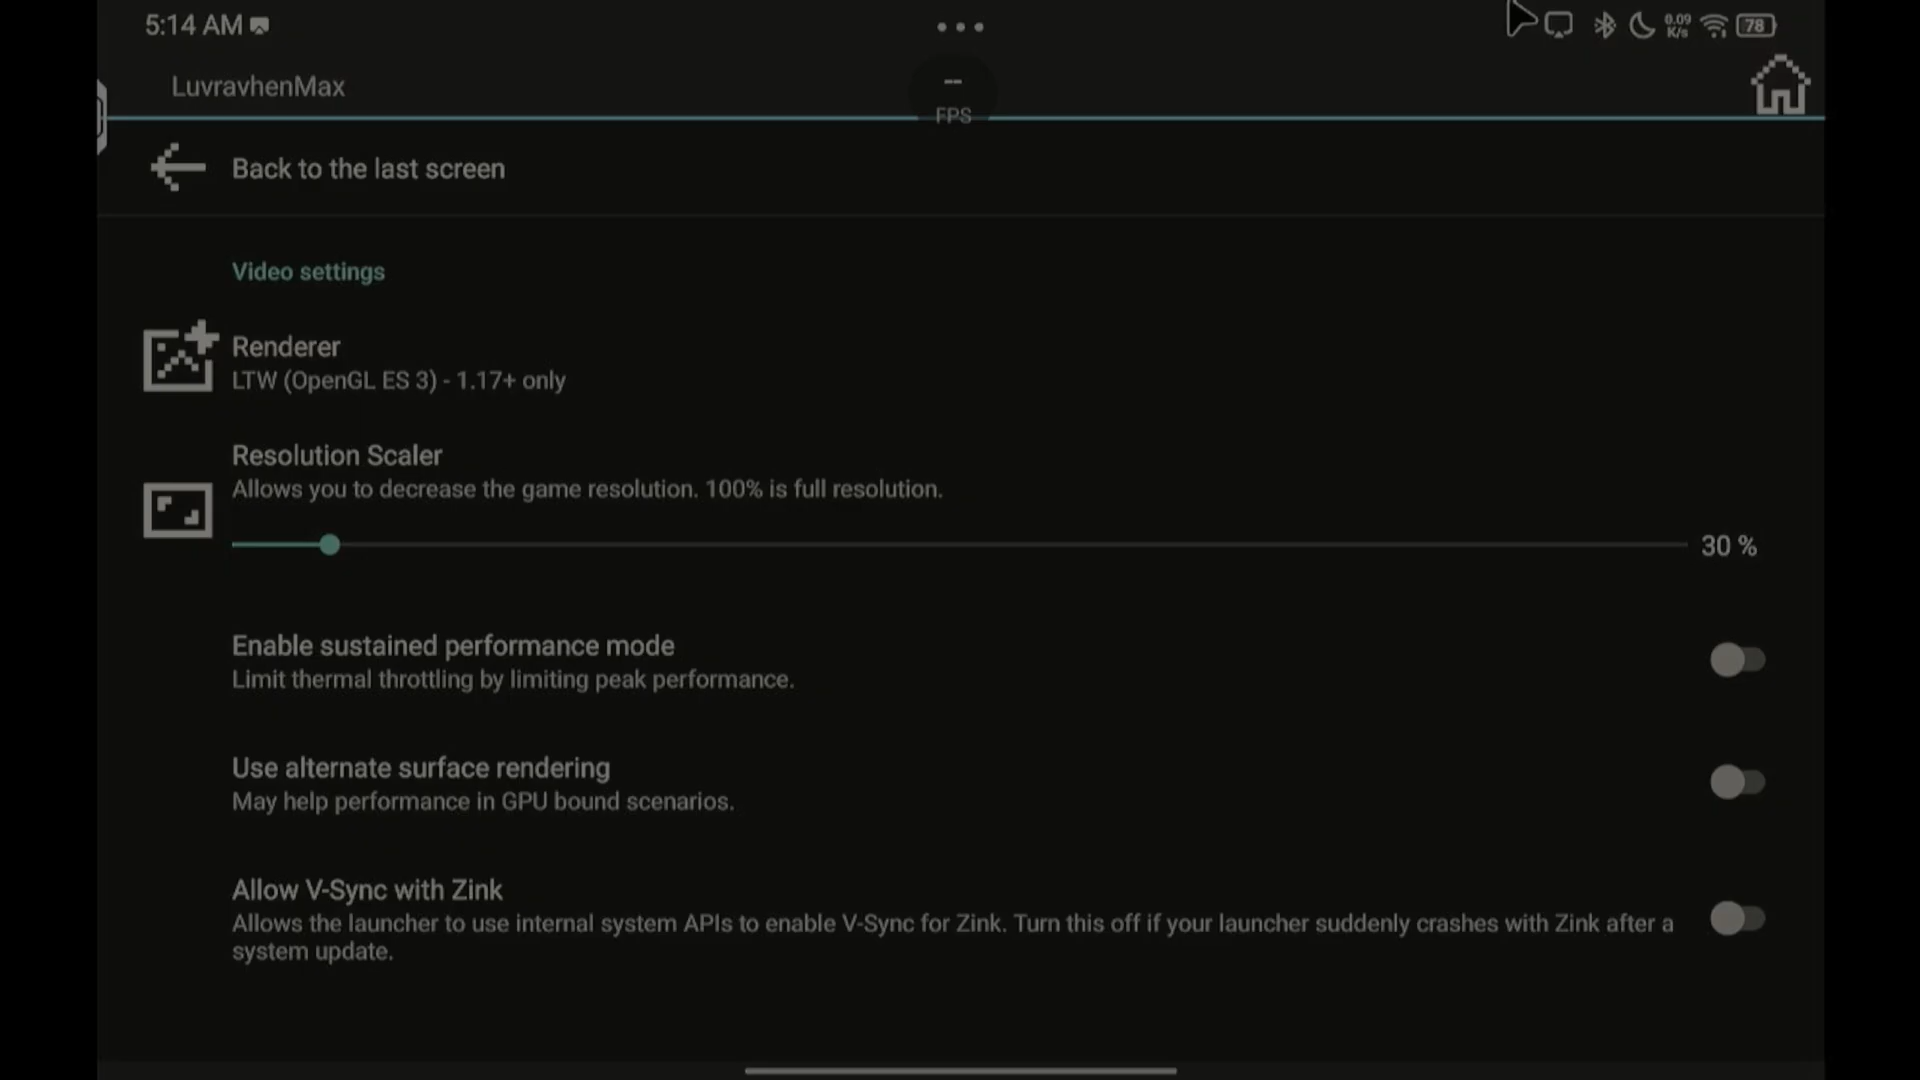 5:14 AM
0.09
K/s
78
LuvravhenMax
--
FPS
Back to the last screen
Video settings
Renderer
LTW (OpenGL ES 3) - 1.17+ only
Resolution Scaler
Allows you to decrease the game resolution. 100% is full resolution.
30 %
Enable sustained performance mode
Limit thermal throttling by limiting peak performance.
Use alternate surface rendering
May help performance in GPU bound scenarios.
Allow V-Sync with Zink
Allows the launcher to use internal system APIs to enable V-Sync for Zink. Turn this off if your launcher suddenly crashes with Zink after a
system update.